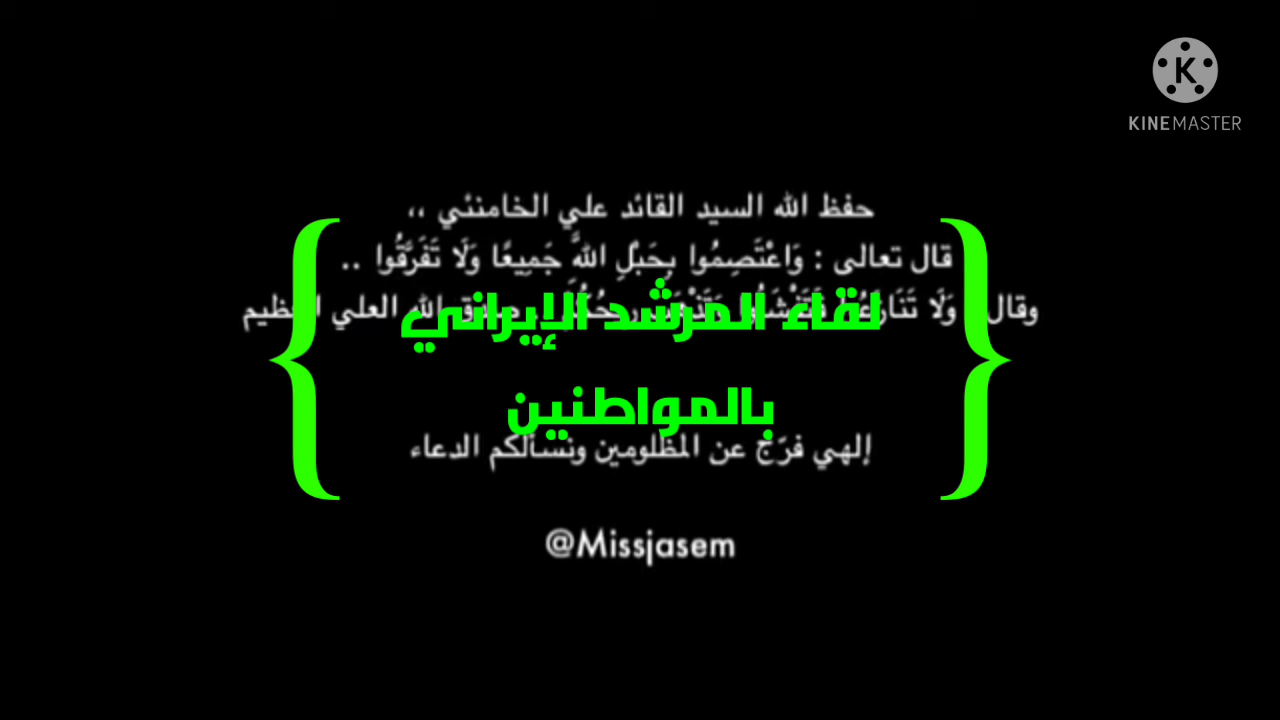 KINEMASTER
حفظ الله السيد القائد علي الخامنئي ،،
قال تعالى : وَاعْتَصِمُوا بِحَبْلِ اللَّهِ جَمِيعًا وَلَا تَفَرَّقُوا ..
وقال وَلَا العلي
لقاء المرشد الإيراني
بالمواطنين
إلهي فرّج عن المظلومين ونسألكم الدعاء
@Missjasem